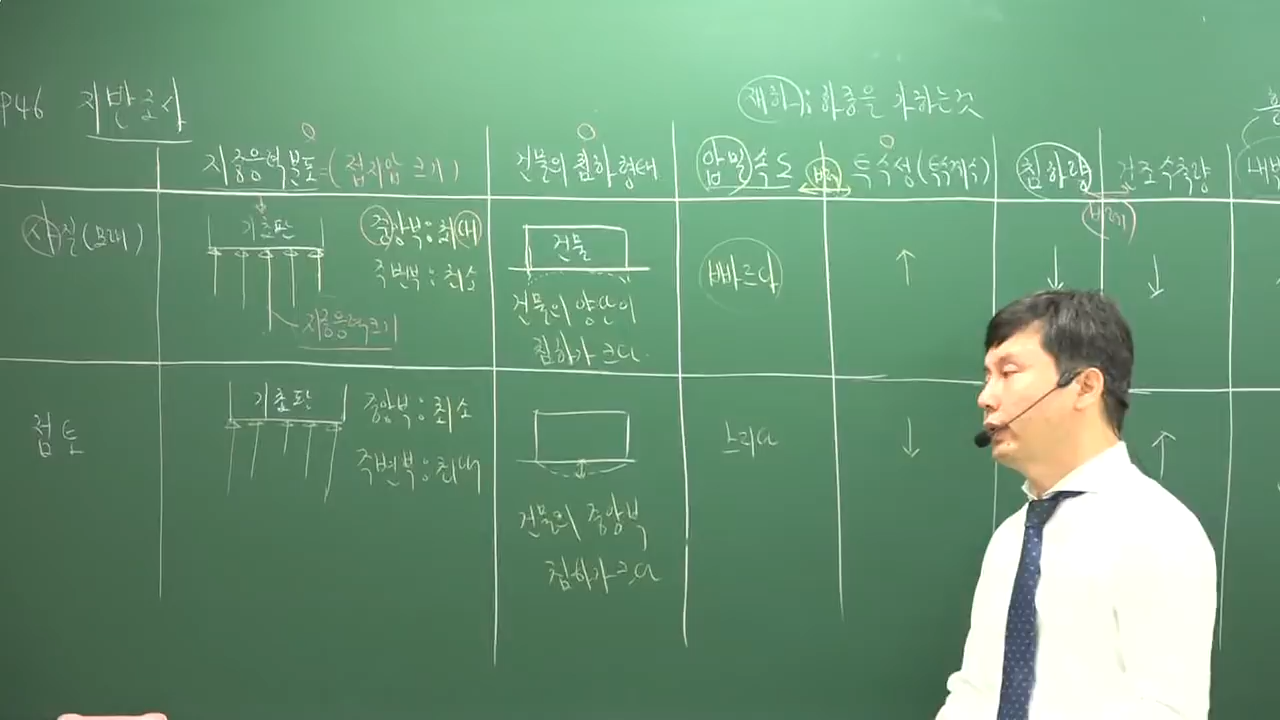 P46 지반조사
재하 : 하중을 가하는것
지중응력분포=(접지압 크기)
건물의 침하형태
압밀속도
비례
투수성(투수계수)
침하량
건조수축량
비례
사질(모래)
기초판
중앙부 : 최대
주변부 : 최소
지중응력크기
건물
건물의 양단이
침하가 크다.
빠르다
↑
↓
↓
점토
기초판
중앙부 : 최소
주변부 : 최대
건물의 중앙부
침하가 크다
느리다
↓
↑